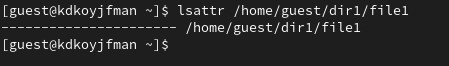 [guest@kdkoyjfman ~]$ lsattr /home/guest/dir1/file1
---------------------- /home/guest/dir1/file1
[guest@kdkoyjfman ~]$